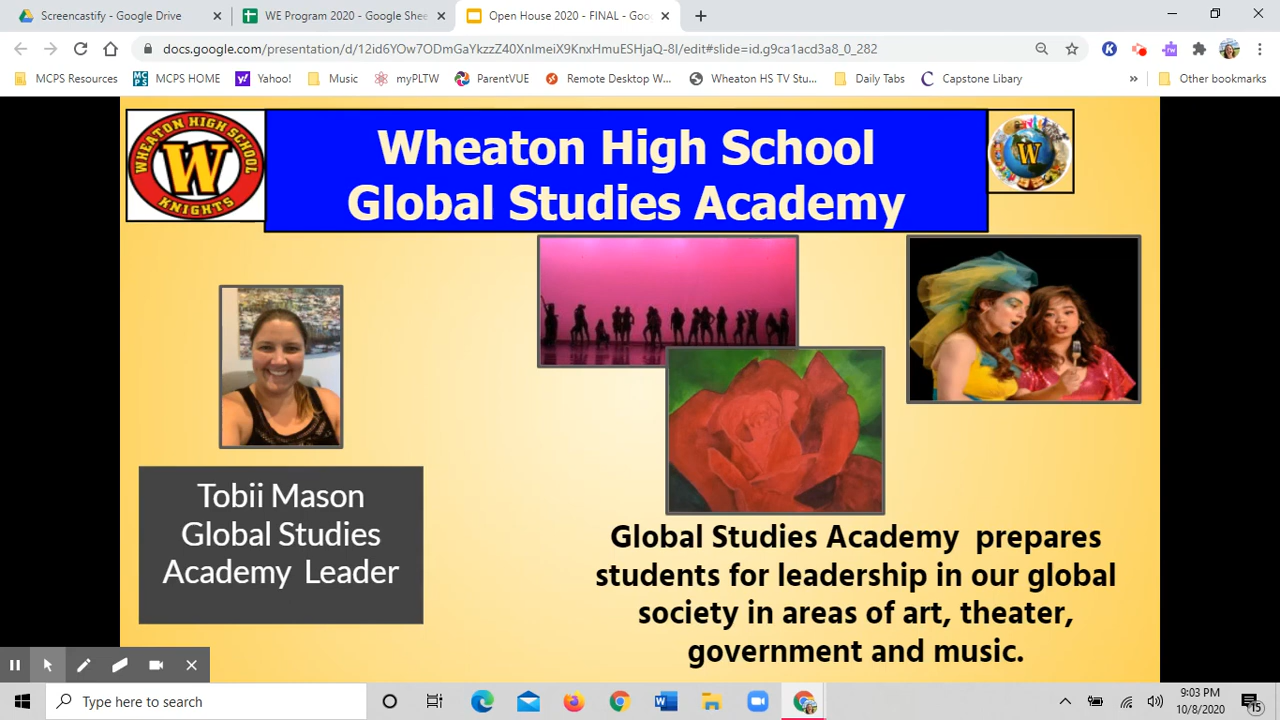 Screencastify - Google Drive
WE Program 2020 - Google Shee
Open House 2020 - FINAL - Goo
docs.google.com/presentation/d/12id6YOw7ODmGaYkzzZ40XnImeiX9KnxHmuESHjaQ-8I/edit#slide=id.g9ca1acd3a8_0_282
MCPS Resources
MCPS HOME
Yahoo!
Music
myPLTW
ParentVUE
Remote Desktop W...
Wheaton HS TV Stu...
Daily Tabs
Capstone Library
»
Other bookmarks
WHEATON HIGH SCHOOL
W
KNIGHTS
Wheaton High School
Global Studies Academy
W
Tobii Mason
Global Studies
Academy Leader
Global Studies Academy prepares
students for leadership in our global
society in areas of art, theater,
government and music.
Type here to search
9:03 PM
10/8/2020
15